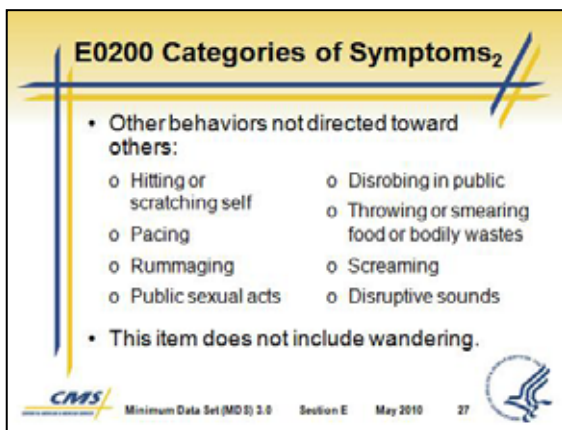 E0200 Categories of Symptoms2
• Other behaviors not directed toward
others:
o Hitting or
scratching self
o Pacing
o Rummaging
o Public sexual acts
o Disrobing in public
o Throwing or smearing
food or bodily wastes
o Screaming
o Disruptive sounds
• This item does not include wandering.
CMS
Minimum Data Set (MDS) 3.0 Section E May 2010 27